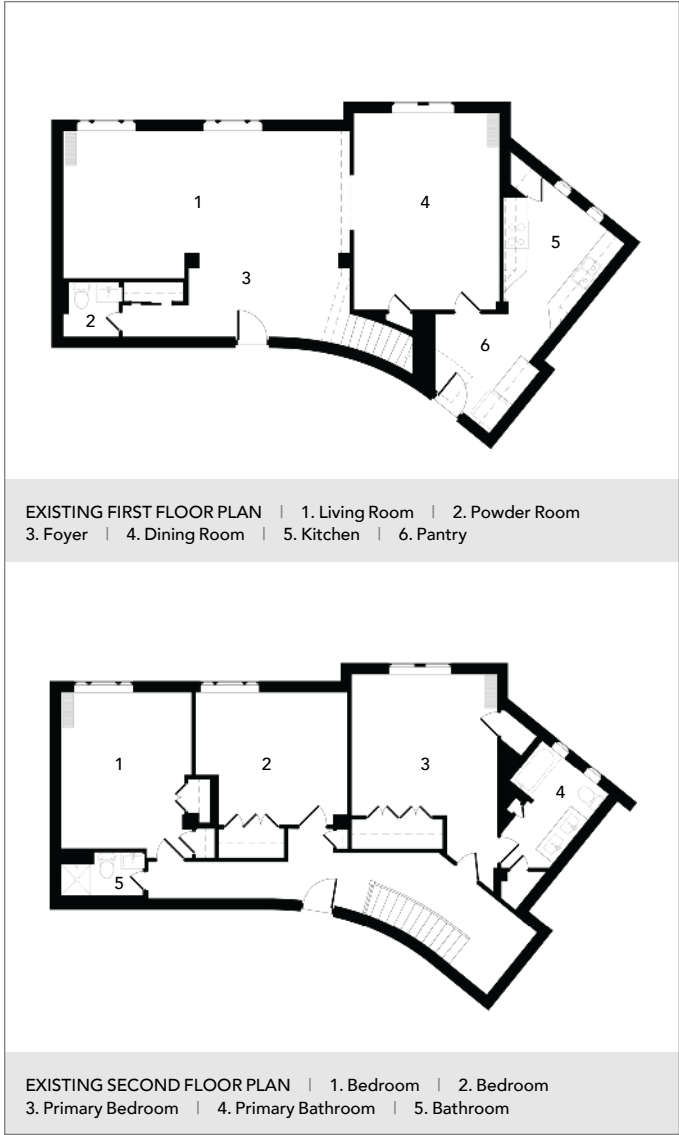 1
4
5
3
2
6
EXISTING FIRST FLOOR PLAN | 1. Living Room | 2. Powder Room
3. Foyer | 4. Dining Room | 5. Kitchen | 6. Pantry
1
2
3
4
5
EXISTING SECOND FLOOR PLAN | 1. Bedroom | 2. Bedroom
3. Primary Bedroom | 4. Primary Bathroom | 5. Bathroom